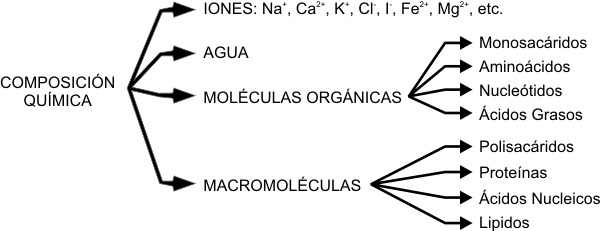 IONES: Na⁺, Ca²⁺, K⁺, Cl⁻, I⁻, Fe²⁺, Mg²⁺, etc.
AGUA
COMPOSICIÓN
QUÍMICA
MOLÉCULAS ORGÁNICAS
Monosacáridos
Aminoácidos
Nucleótidos
Ácidos Grasos
MACROMOLÉCULAS
Polisacáridos
Proteínas
Ácidos Nucleicos
Lipidos